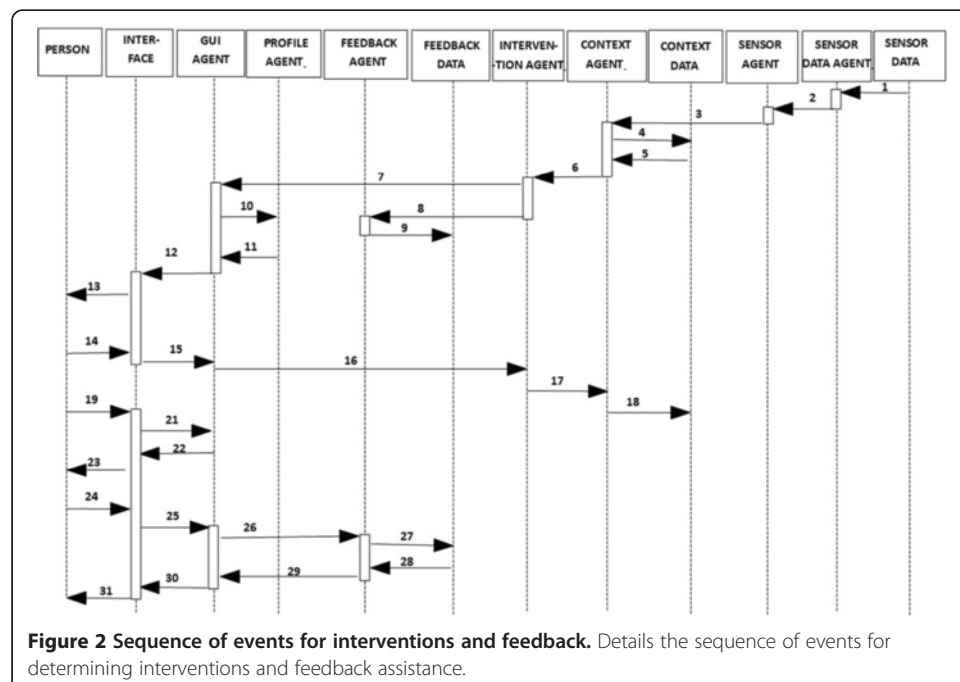 PERSON
INTER-
FACE
GUI
AGENT
PROFILE
AGENT.
FEEDBACK
AGENT
FEEDBACK
DATA
INTERVEN-
-TION AGENT.
CONTEXT
AGENT.
CONTEXT
DATA
SENSOR
AGENT
SENSOR
DATA AGENT.
SENSOR
DATA
1
2
3
4
5
6
7
8
10
9
11
12
13
14
15
16
17
18
19
21
22
23
24
25
26
27
28
29
30
31
Figure 2 Sequence of events for interventions and feedback. Details the sequence of events for
determining interventions and feedback assistance.